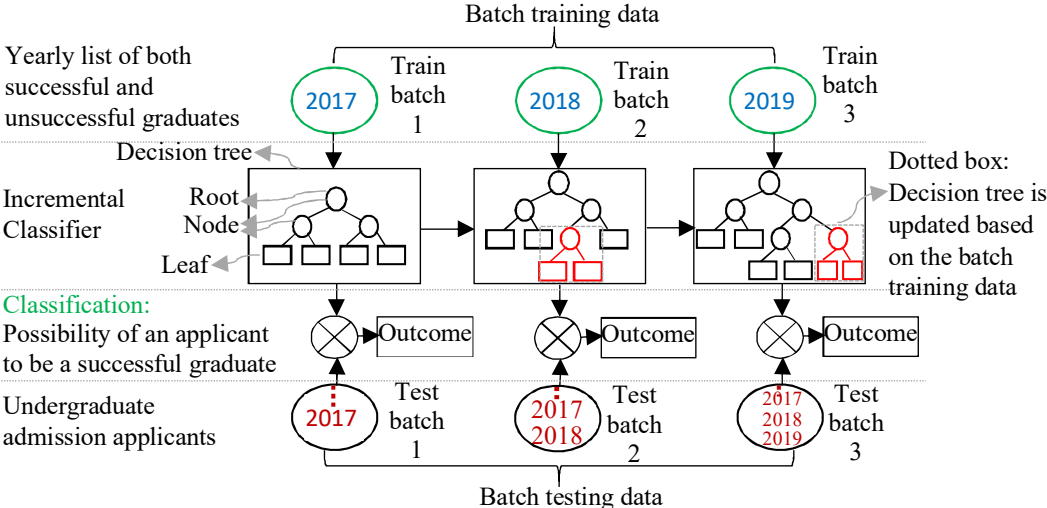 Batch training data
Yearly list of both
successful and
unsuccessful graduates
2017
Train
batch
1
2018
Train
batch
2
2019
Train
batch
3
Decision tree
Incremental
Classifier
Root
Node
Leaf
Dotted box:
Decision tree is
updated based
on the batch
training data
Classification:
Possibility of an applicant
to be a successful graduate
Outcome
Outcome
Outcome
Undergraduate
admission applicants
2017
Test
batch
1
2017
2018
Test
batch
2
2017
2018
2019
Test
batch
3
Batch testing data